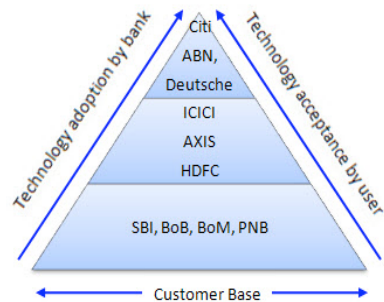 Technology adoption by bank
Citi
ABN,
Deutsche
ICICI
AXIS
HDFC
SBI, BoB, BoM, PNB
Technology acceptance by user
Customer Base